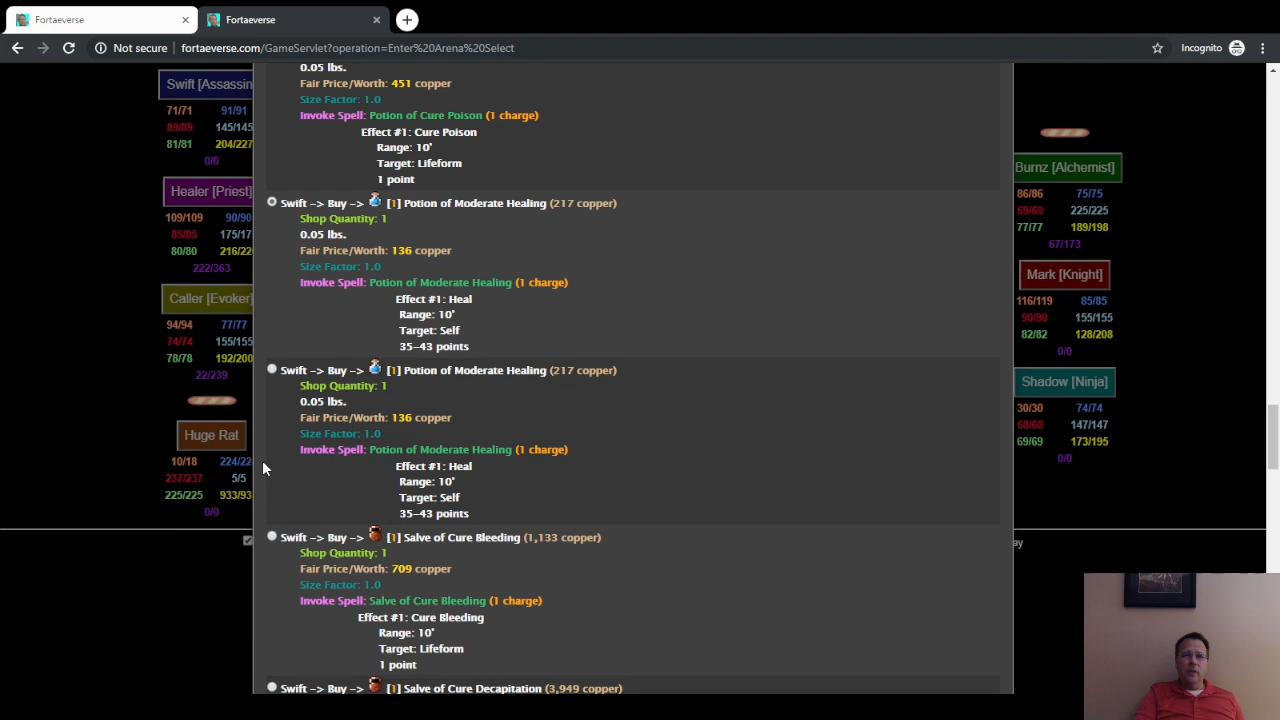 Fortaeverse
Fortaeverse
Not secure
fortaeverse.com/GameServlet?operation=Enter%20Arena%20Select
Incognito
Swift [Assassin
71/71 91/91
89/89 145/145
81/81 204/227
0/0
Healer [Priest]
109/109 90/90
85/85 175/17
80/80 216/22
222/363
Caller [Evoker]
94/94 77/77
74/74 155/155
78/78 192/200
22/239
Huge Rat
10/18 224/22
237/237 5/5
225/225 933/93
0/0
0.05 lbs.
Fair Price/Worth: 451 copper
Size Factor: 1.0
Invoke Spell: Potion of Cure Poison (1 charge)
Effect #1: Cure Poison
Range: 10'
Target: Lifeform
1 point
Swift -> Buy -> [1] Potion of Moderate Healing (217 copper)
Shop Quantity: 1
0.05 lbs.
Fair Price/Worth: 136 copper
Size Factor: 1.0
Invoke Spell: Potion of Moderate Healing (1 charge)
Effect #1: Heal
Range: 10'
Target: Self
35-43 points
Swift -> Buy -> [1] Potion of Moderate Healing (217 copper)
Shop Quantity: 1
0.05 lbs.
Fair Price/Worth: 136 copper
Size Factor: 1.0
Invoke Spell: Potion of Moderate Healing (1 charge)
Effect #1: Heal
Range: 10'
Target: Self
35-43 points
Swift -> Buy -> [1] Salve of Cure Bleeding (1,133 copper)
Shop Quantity: 1
Fair Price/Worth: 709 copper
Size Factor: 1.0
Invoke Spell: Salve of Cure Bleeding (1 charge)
Effect #1: Cure Bleeding
Range: 10'
Target: Lifeform
1 point
Swift -> Buy -> [1] Salve of Cure Decapitation (3,949 copper)
Burnz [Alchemist]
86/86 75/75
69/69 225/225
77/77 189/198
67/173
Mark [Knight]
116/119 85/85
90/90 155/155
82/82 128/208
0/0
Shadow [Ninja]
30/30 74/74
68/68 147/147
69/69 173/195
0/0
ay